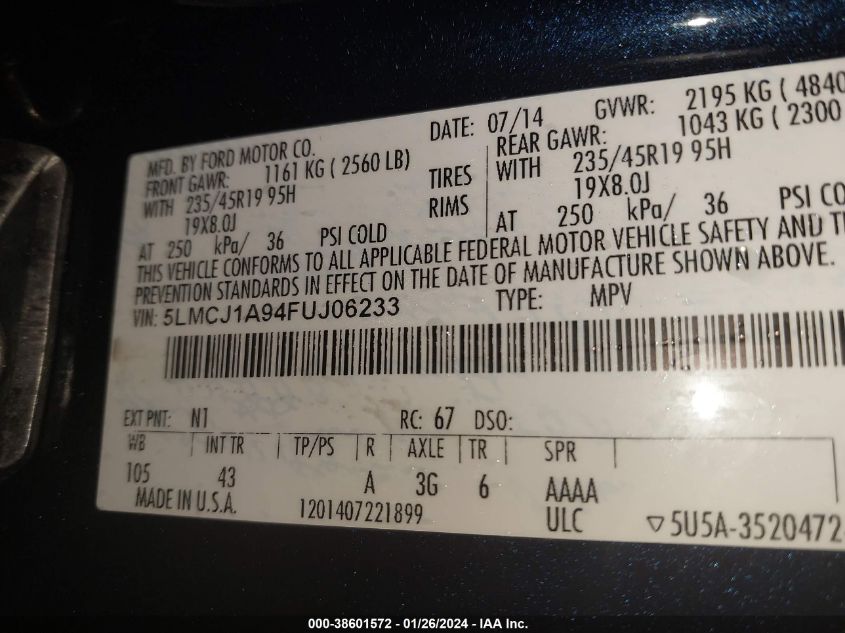 MFD. BY FORD MOTOR CO.
DATE: 07/14
GVWR: 2195 KG ( 4840
FRONT GAWR: 1161 KG ( 2560 LB)
REAR GAWR: 1043 KG ( 2300
WITH 235/45R19 95H TIRES
WITH 235/45R19 95H
19X8.0J RIMS
19X8.0J
AT 250 kPa/ 36 PSI COLD
AT 250 kPa/ 36 PSI CO
THIS VEHICLE CONFORMS TO ALL APPLICABLE FEDERAL MOTOR VEHICLE SAFETY AND T
PREVENTION STANDARDS IN EFFECT ON THE DATE OF MANUFACTURE SHOWN ABOVE.
VIN: 5LMCJ1A94FUJ06233
TYPE: MPV
EXT PNT: N1 RC: 67 DSO:
WB INT TR TP/PS R AXLE TR SPR
105 43 A 3G 6 AAAA
MADE IN U.S.A. 1201407221899 ULC ▽5U5A-3520472
000-38601572 - 01/26/2024 - IAA Inc.